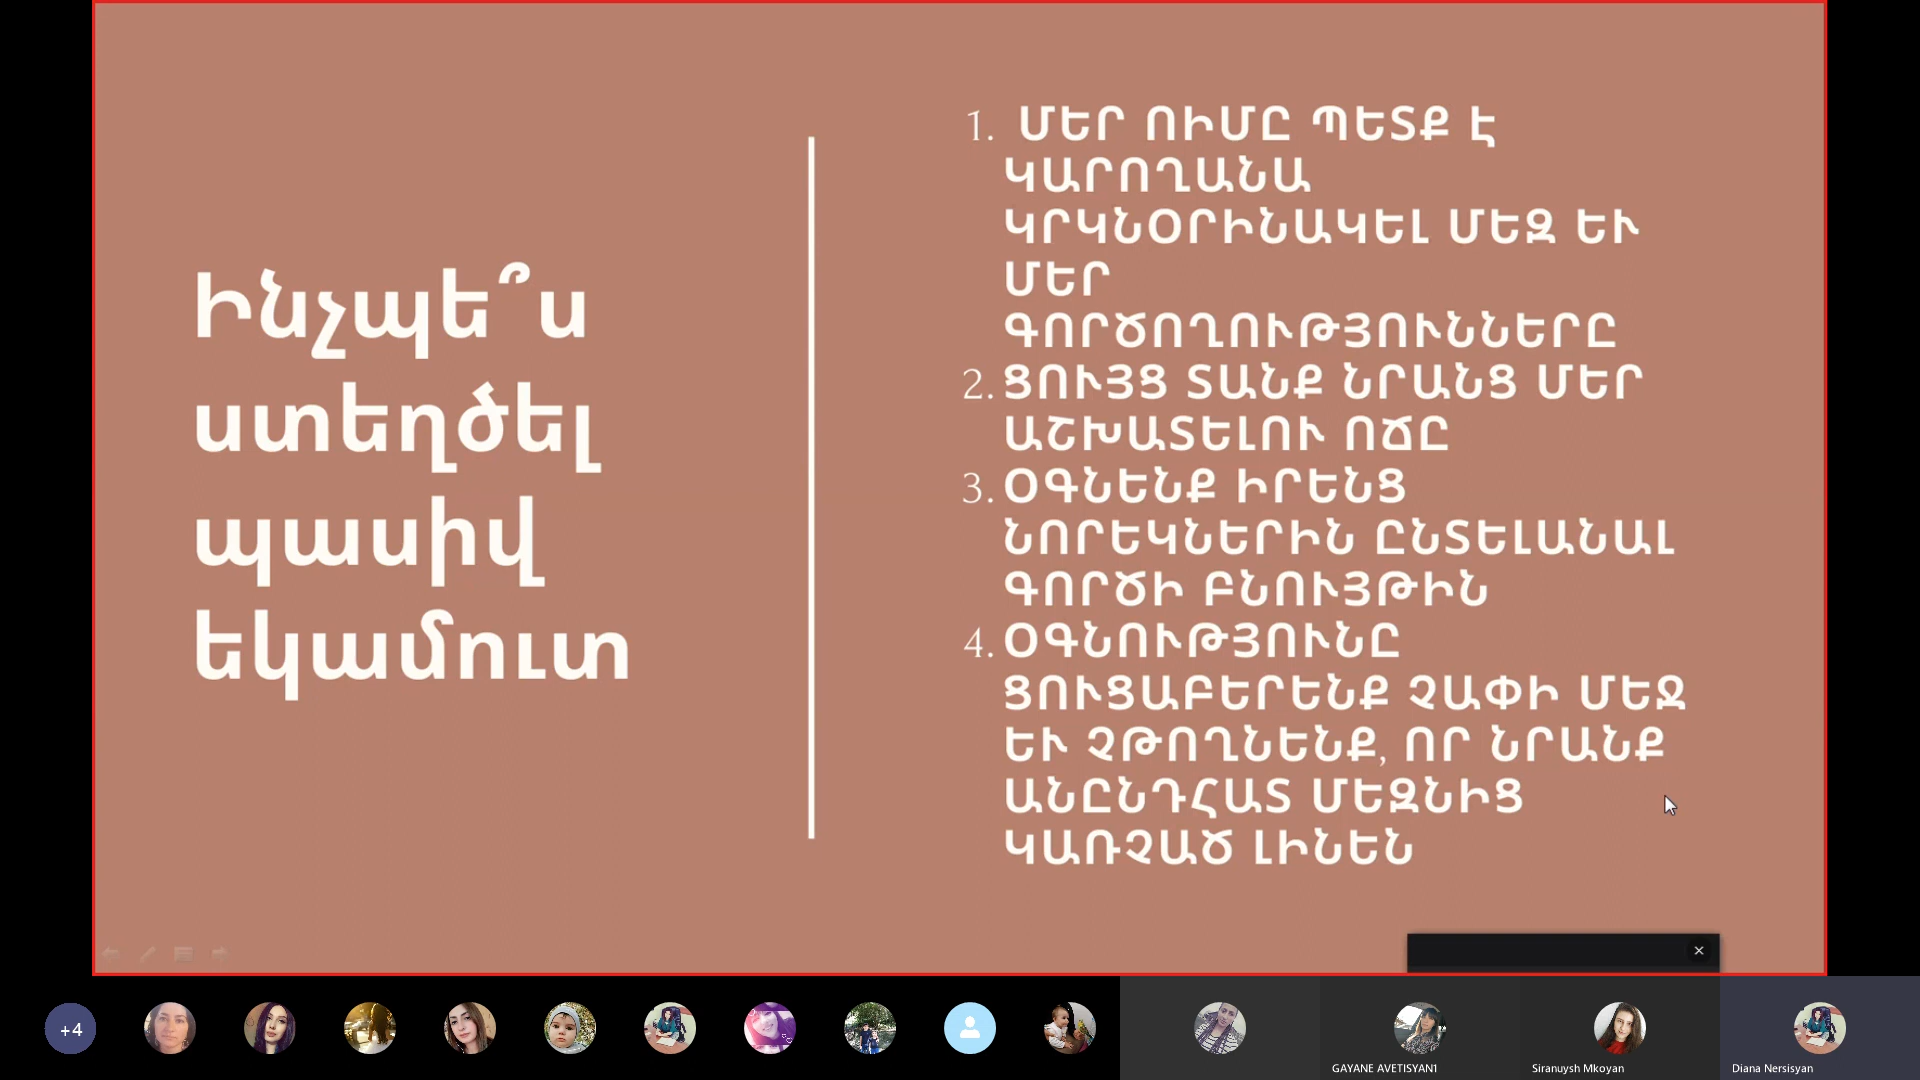 Ինչպե՞ս
ստեղծել
պասիվ
եկամուտ
1. ՄԵՐ ՈՒՄԸ ՊԵՏՔ Է
ԿԱՐՈՂԱՆԱ
ԿՐԿՆՕՐԻՆԱԿԵԼ ՄԵԶ ԵՒ
ՄԵՐ
ԳՈՐԾՈՂՈՒԹՅՈՒՆՆԵՐԸ
2. ՑՈՒՅՑ ՏԱՆՔ ՆՐԱՆՑ ՄԵՐ
ԱՇԽԱՏԵԼՈՒ ՈՃԸ
3. ՕԳՆԵՆՔ ԻՐԵՆՑ
ՆՈՐԵԿՆԵՐԻՆ ԸՆՏԵԼԱՆԱԼ
ԳՈՐԾԻ ԲՆՈՒՅԹԻՆ
4. ՕԳՆՈՒԹՅՈՒՆԸ
ՑՈՒՑԱԲԵՐԵՆՔ ՉԱՓԻ ՄԵՋ
ԵՒ ՉԹՈՂՆԵՆՔ, ՈՐ ՆՐԱՆՔ
ԱՆԸՆԴՀԱՏ ՄԵԶՆԻՑ
ԿԱՌՉԱԾ ԼԻՆԵՆ
+4
GAYANE AVETISYAN1
Siranuysh Mkoyan
Diana Nersisyan